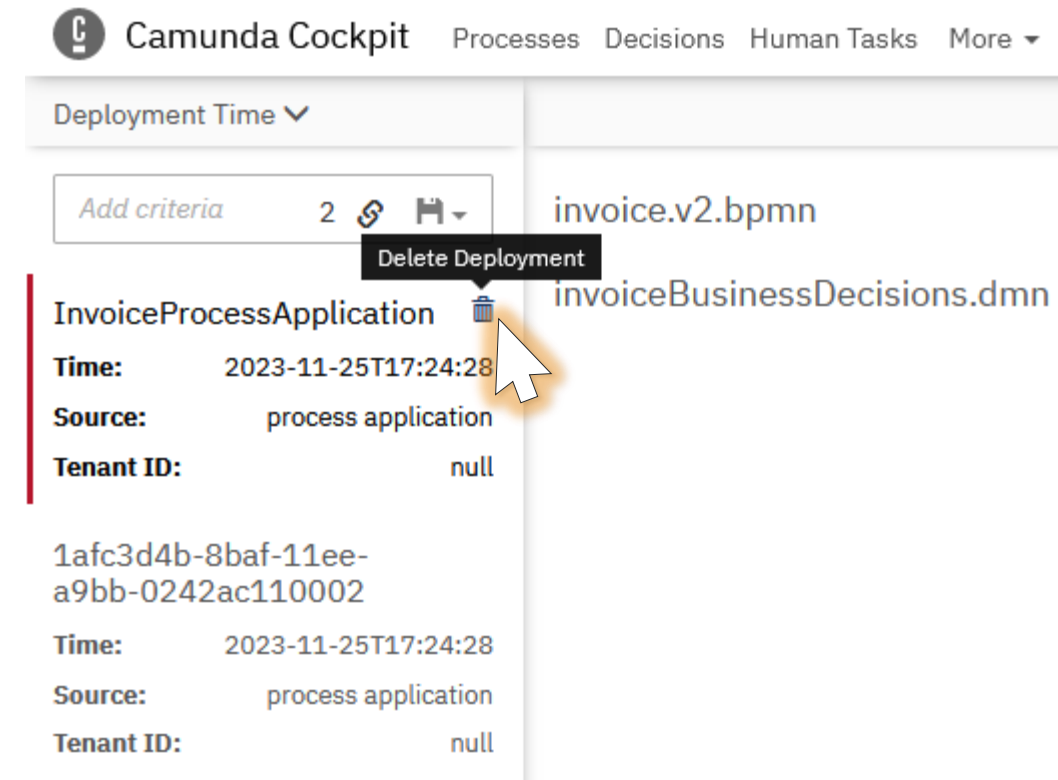 Camunda Cockpit Processes Decisions Human Tasks More
Deployment Time
Add criteria 2
Delete Deployment
InvoiceProcessApplication
Time: 2023-11-25T17:24:28
Source: process application
Tenant ID: null
1afc3d4b-8baf-11ee-
a9bb-0242ac110002
Time: 2023-11-25T17:24:28
Source: process application
Tenant ID: null
invoice.v2.bpmn
invoiceBusinessDecisions.dmn